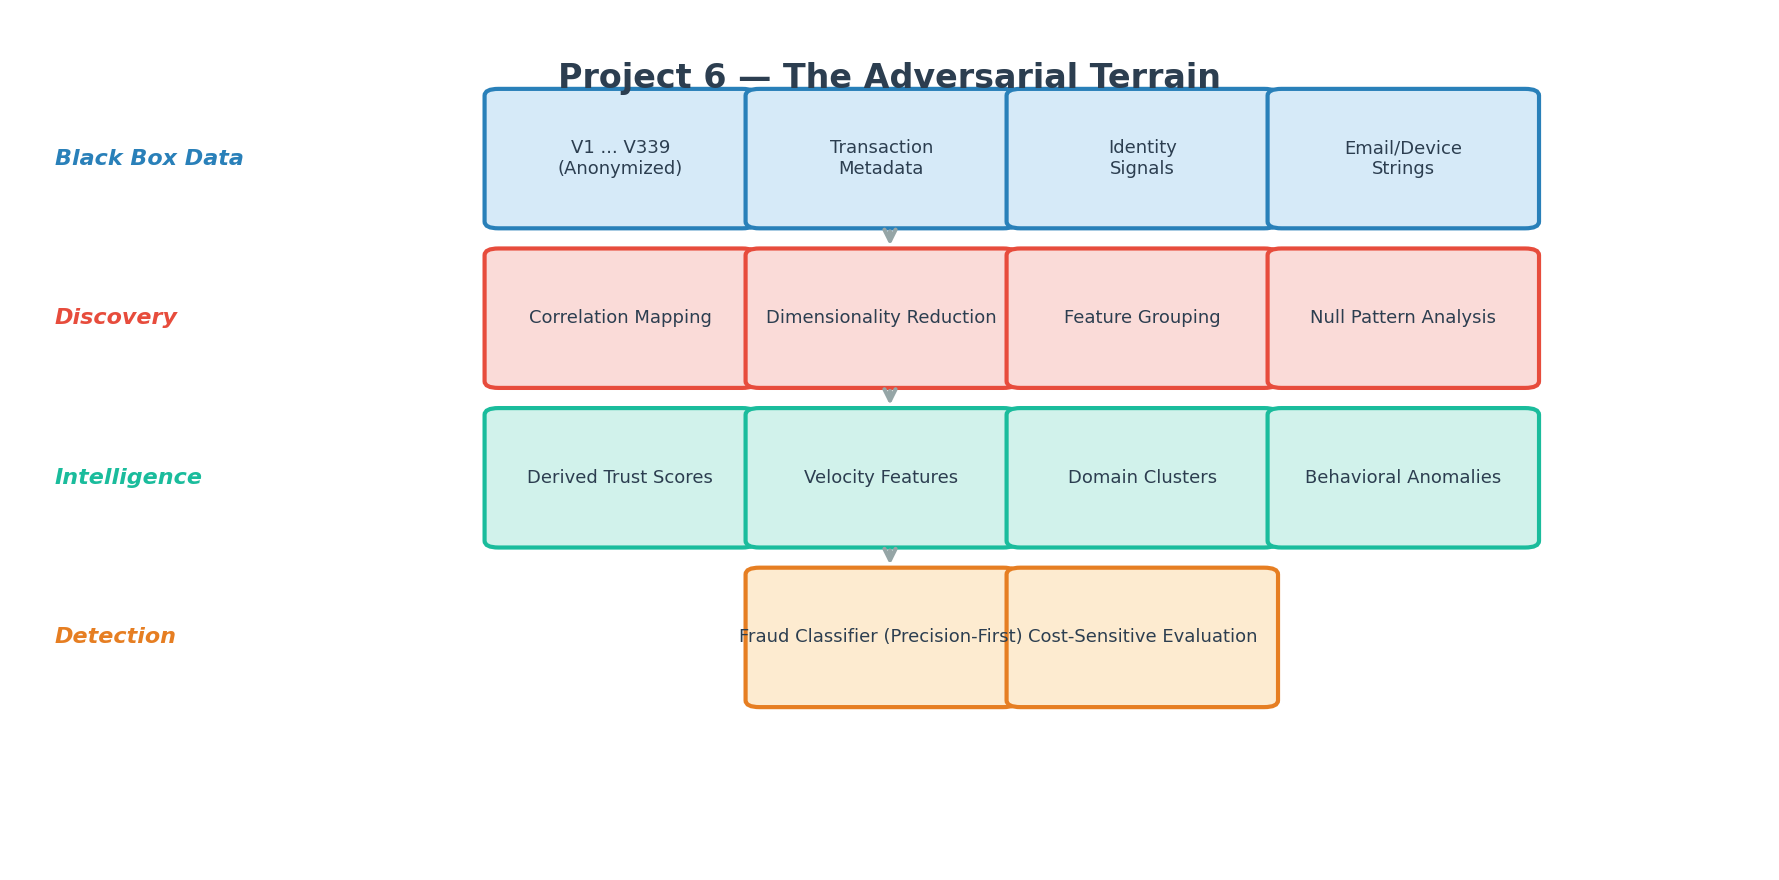 Project 6 — The Adversarial Terrain
Black Box Data
V1 ... V339
(Anonymized)
Transaction
Metadata
Identity
Signals
Email/Device
Strings
Discovery
Correlation Mapping
Dimensionality Reduction
Feature Grouping
Null Pattern Analysis
Intelligence
Derived Trust Scores
Velocity Features
Domain Clusters
Behavioral Anomalies
Detection
Fraud Classifier (Precision-First)
Cost-Sensitive Evaluation